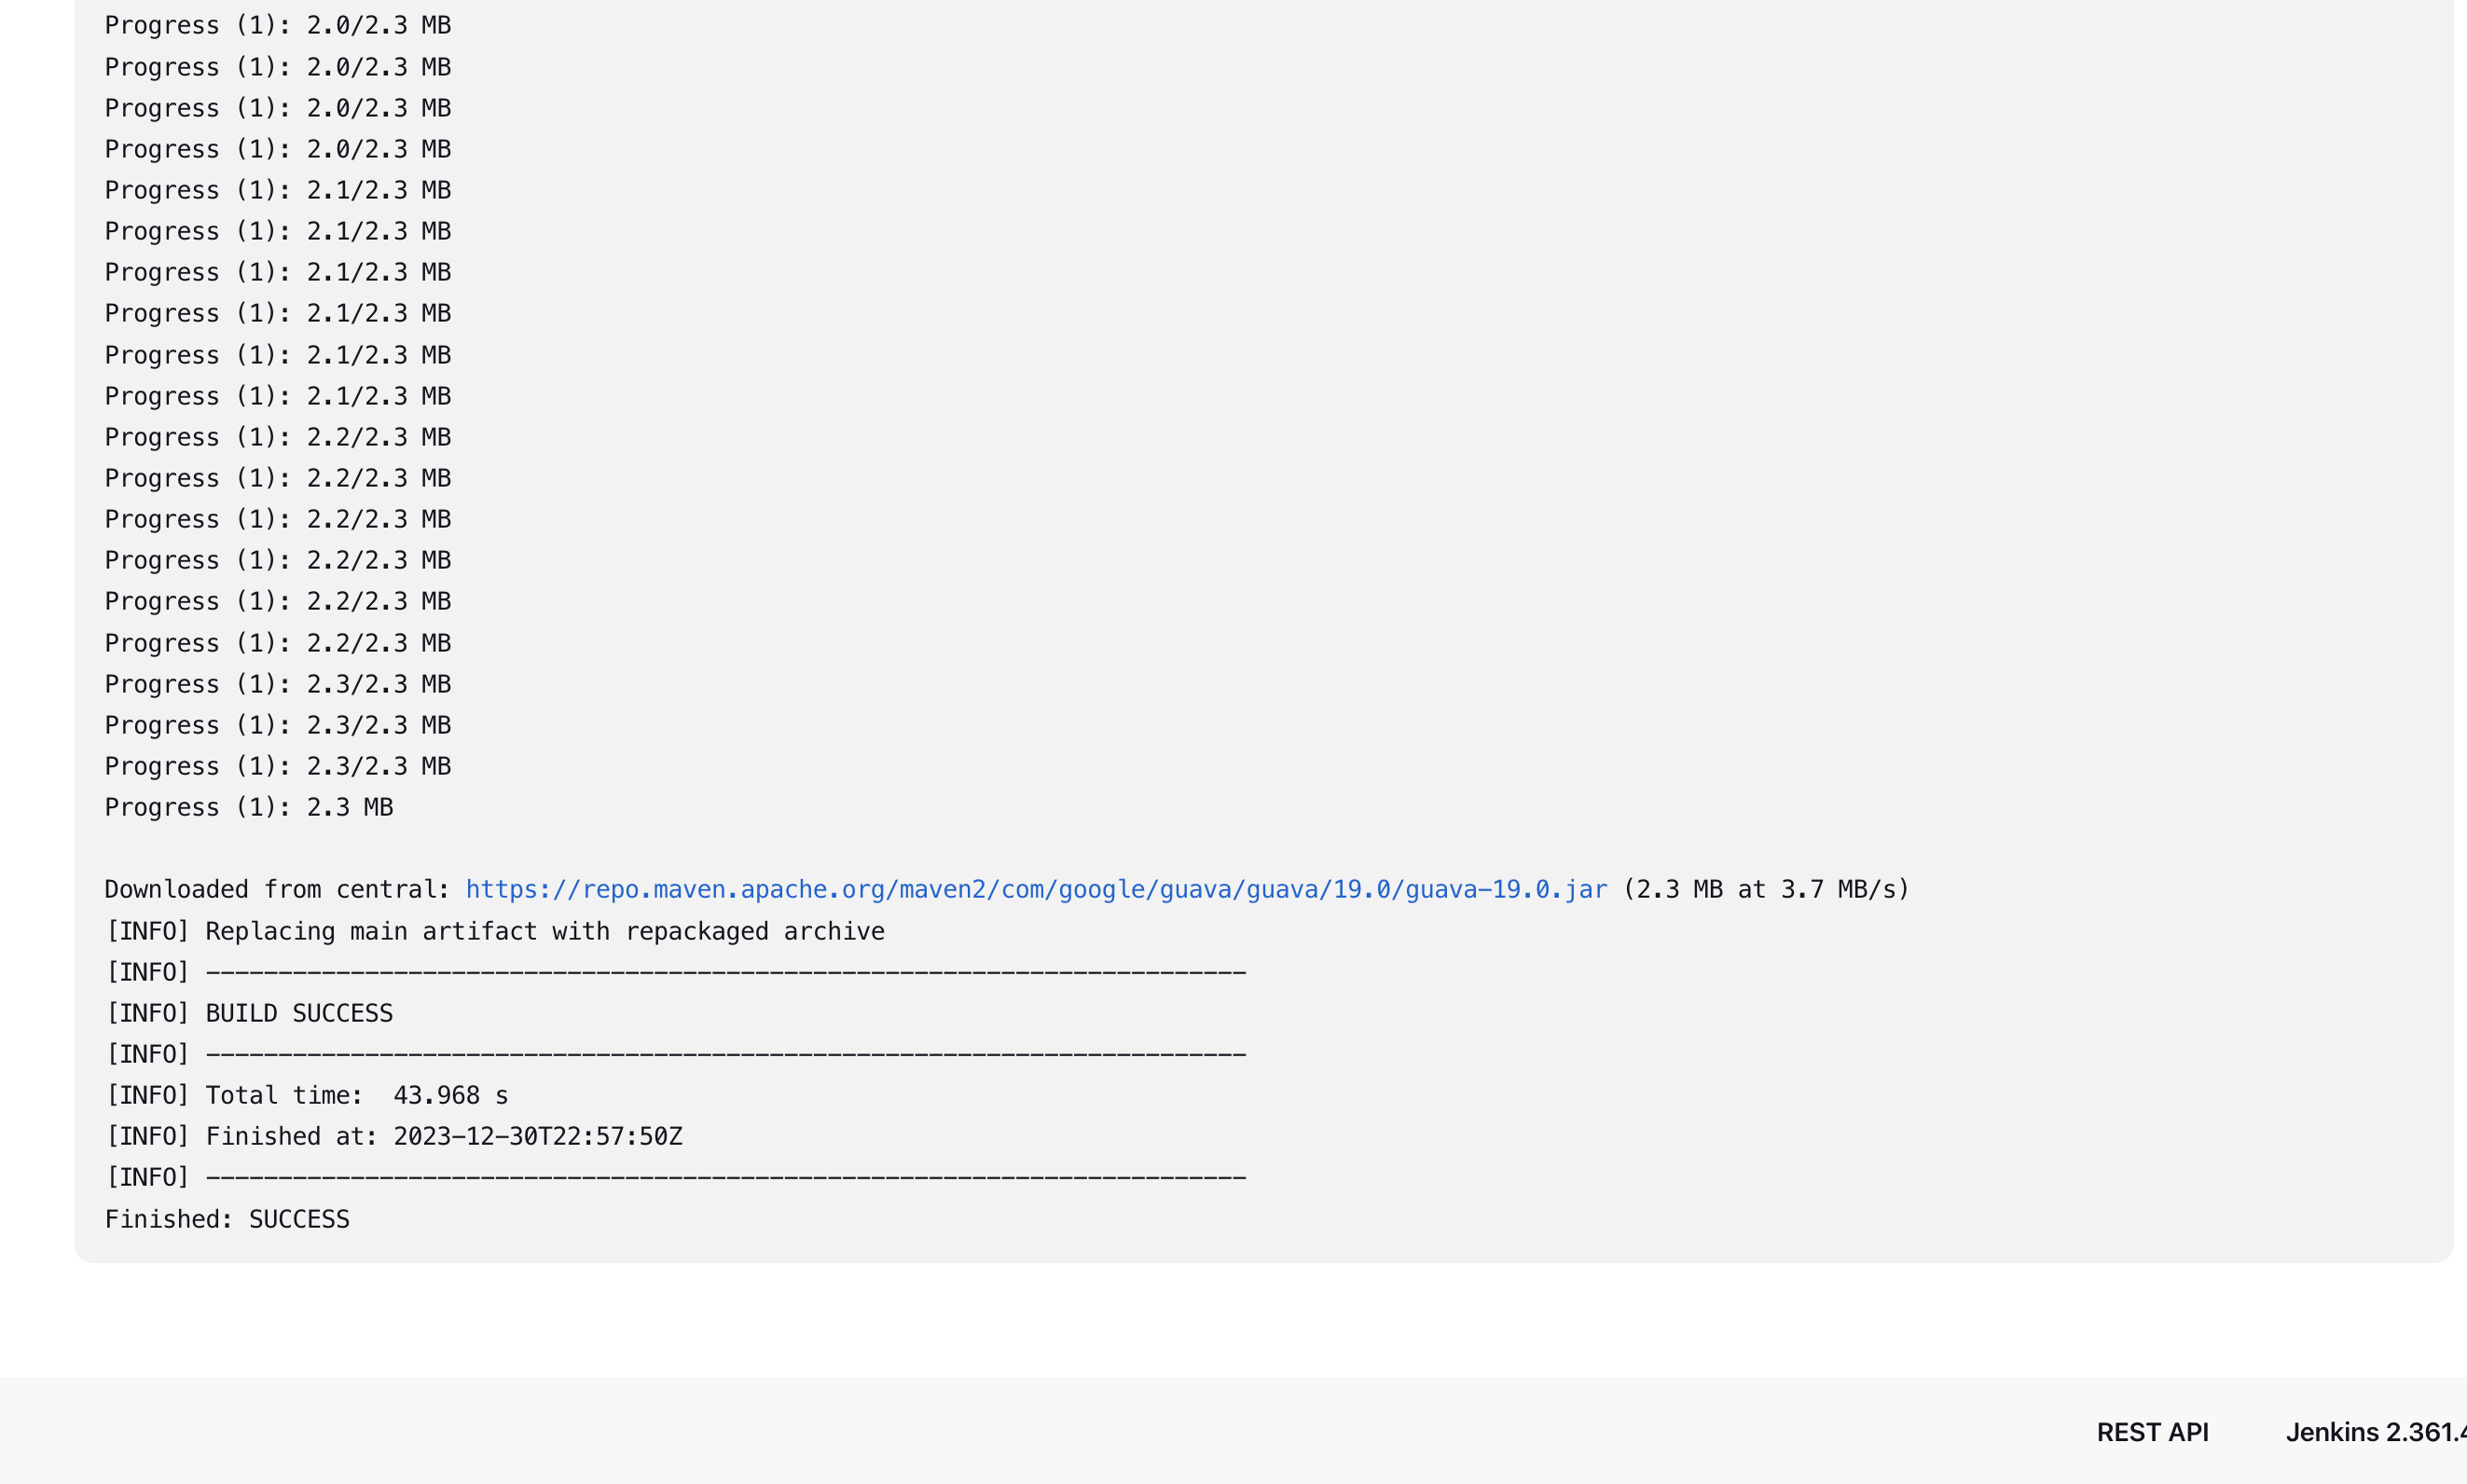 Progress (1): 2.0/2.3 MB
Progress (1): 2.0/2.3 MB
Progress (1): 2.0/2.3 MB
Progress (1): 2.0/2.3 MB
Progress (1): 2.1/2.3 MB
Progress (1): 2.1/2.3 MB
Progress (1): 2.1/2.3 MB
Progress (1): 2.1/2.3 MB
Progress (1): 2.1/2.3 MB
Progress (1): 2.1/2.3 MB
Progress (1): 2.2/2.3 MB
Progress (1): 2.2/2.3 MB
Progress (1): 2.2/2.3 MB
Progress (1): 2.2/2.3 MB
Progress (1): 2.2/2.3 MB
Progress (1): 2.2/2.3 MB
Progress (1): 2.3/2.3 MB
Progress (1): 2.3/2.3 MB
Progress (1): 2.3/2.3 MB
Progress (1): 2.3 MB
Downloaded from central: https://repo.maven.apache.org/maven2/com/google/guava/guava/19.0/guava-19.0.jar (2.3 MB at 3.7 MB/s)
[INFO] Replacing main artifact with repackaged archive
[INFO] ------------------------------------------------------------------------
[INFO] BUILD SUCCESS
[INFO] ------------------------------------------------------------------------
[INFO] Total time:  43.968 s
[INFO] Finished at: 2023-12-30T22:57:50Z
[INFO] ------------------------------------------------------------------------
Finished: SUCCESS
REST API Jenkins 2.361.4